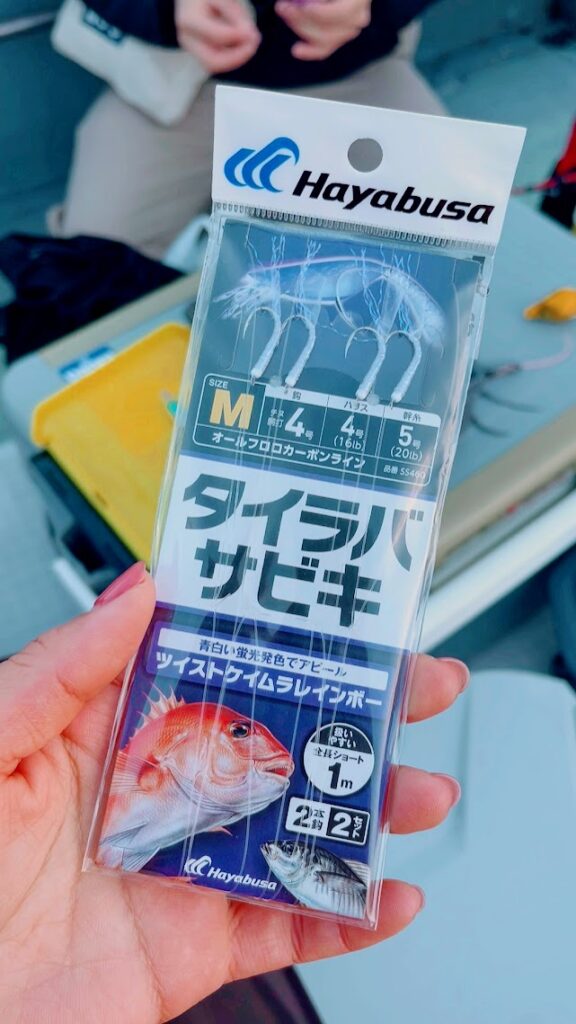 Hayabusa
SIZE
M
鈎
チヌ
4号
ハリス
4号
(16lb)
幹糸
5号
(20lb)
オールフロロカーボンライン
品番 SS460
タイラバ
サビキ
青白い蛍光発色でアピール
ツイストケイムラレインボー
扱い
やすい
全長ショート
1m
2本鈎
2セット
Hayabusa